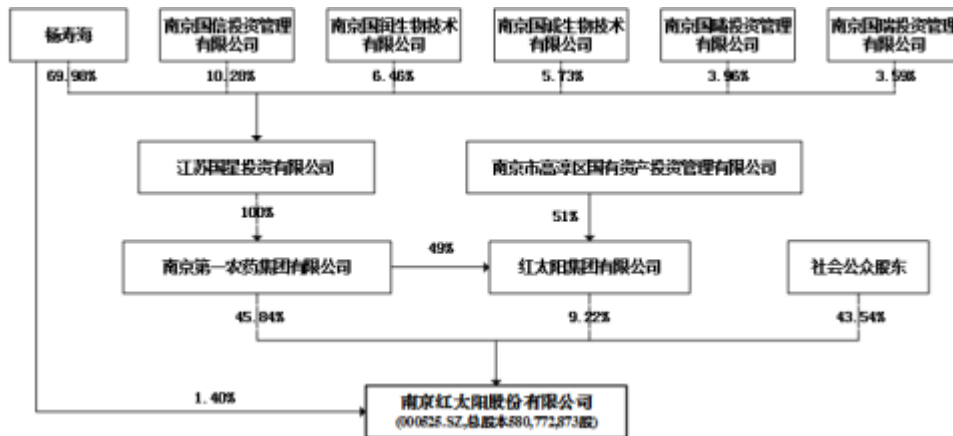 杨寿海
南京国信投资管理
有限公司
南京国润生物技术
有限公司
南京国诚生物技术
有限公司
南京国曦投资管理
有限公司
南京国瑞投资管理
有限公司
69.98%
10.28%
6.46%
5.73%
3.96%
3.59%
江苏国星投资有限公司
南京市高淳区国有资产投资管理有限公司
100%
51%
南京第一农药集团有限公司
49%
红太阳集团有限公司
社会公众股东
45.84%
9.22%
43.54%
1.40%
南京红太阳股份有限公司
(000525.SZ,总股本580,772,873股)